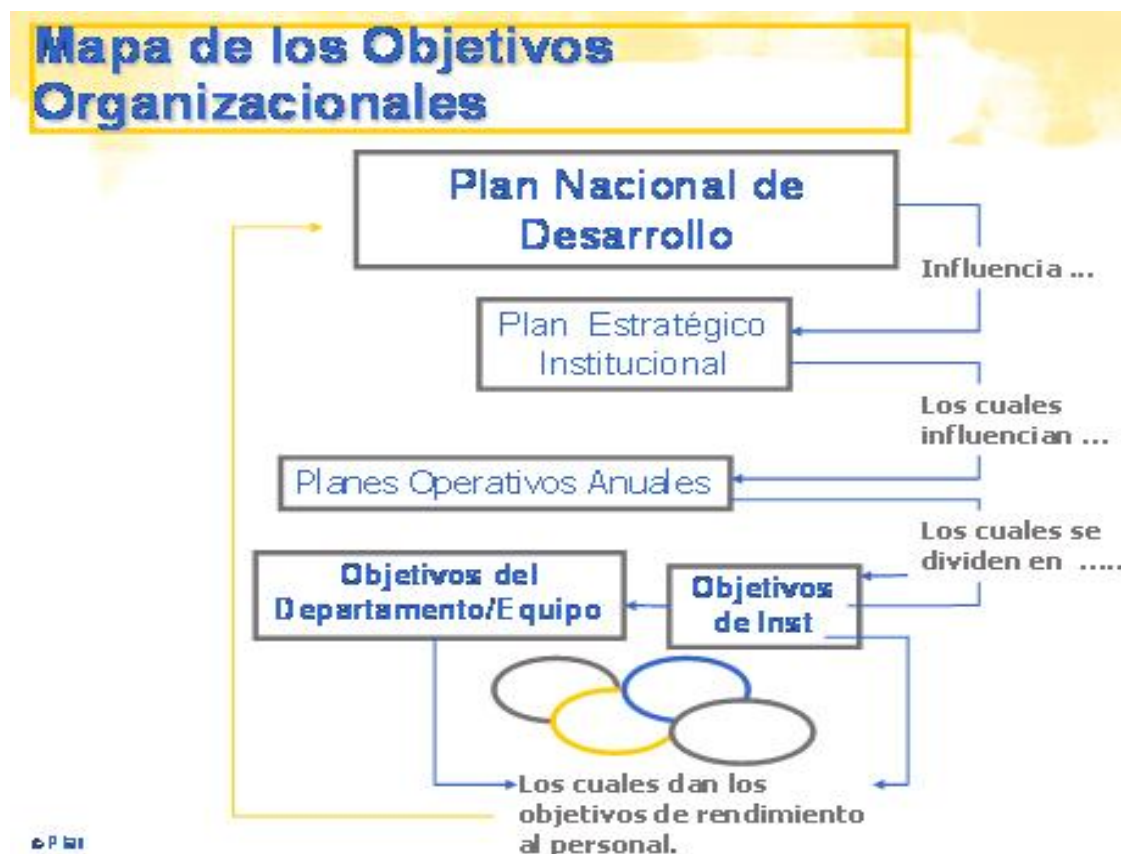 Mapa de los Objetivos
Organizacionales
Plan Nacional de
Desarrollo
Influencia ...
Plan Estratégico
Institucional
Los cuales
influencian ...
Planes Operativos Anuales
Los cuales se
dividen en .....
Objetivos del
Departamento/Equipo
Objetivos
de Inst
Los cuales dan los
objetivos de rendimiento
al personal.
© Plan